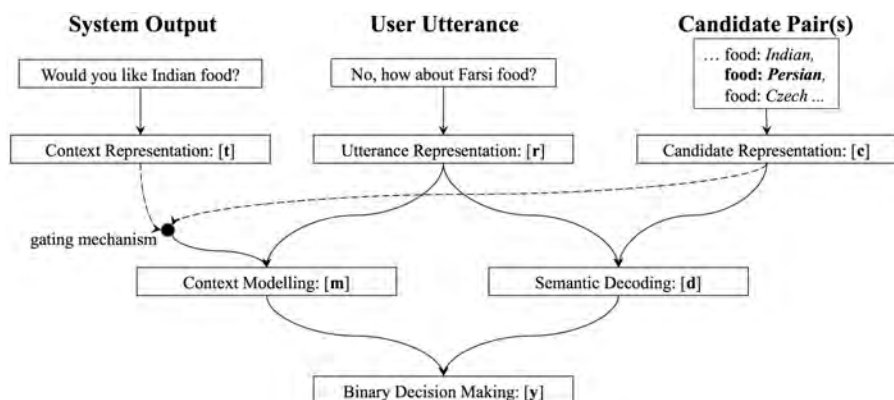 System Output
User Utterance
Candidate Pair(s)
Would you like Indian food?
No, how about Farsi food?
... food: Indian,
food: Persian,
food: Czech ...
Context Representation: [t]
Utterance Representation: [r]
Candidate Representation: [c]
gating mechanism
Context Modelling: [m]
Semantic Decoding: [d]
Binary Decision Making: [y]